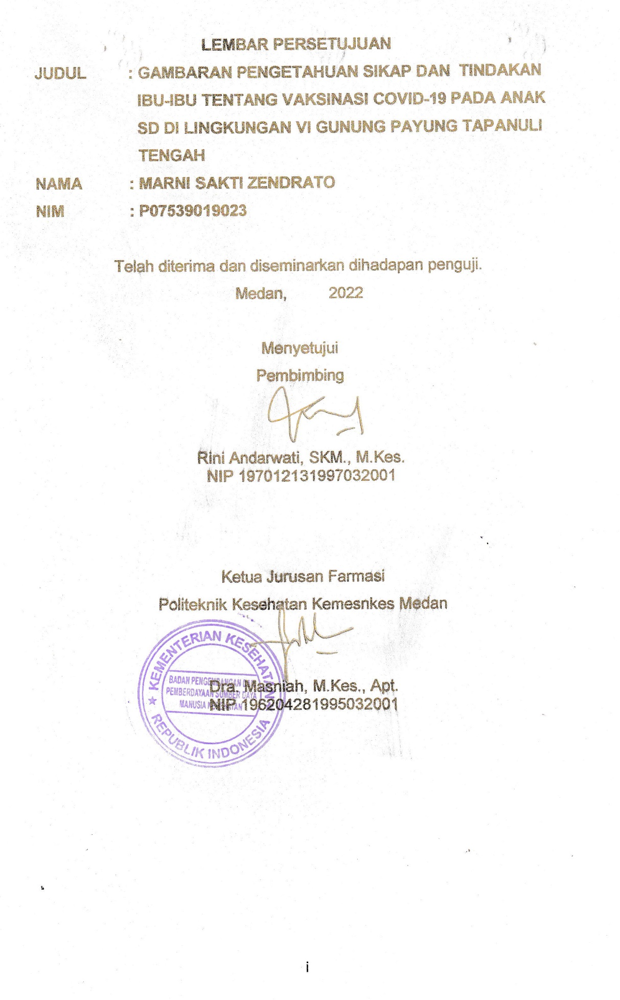 LEMBAR PERSETUJUAN
JUDUL : GAMBARAN PENGETAHUAN SIKAP DAN TINDAKAN
IBU-IBU TENTANG VAKSINASI COVID-19 PADA ANAK
SD DI LINGKUNGAN VI GUNUNG PAYUNG TAPANULI
TENGAH
NAMA : MARNI SAKTI ZENDRATO
NIM : P07539019023
Telah diterima dan diseminarkan dihadapan penguji.
Medan, 2022
Menyetujui
Pembimbing
Rini Andarwati, SKM., M.Kes.
NIP 197012131997032001
Ketua Jurusan Farmasi
Politeknik Kesehatan Kemesnkes Medan
KEMENTERIAN KESEHATAN
BADAN PENGEMBANGAN
PEMBERDAYAAN SUMBER DAYA
MANUSIA KESEHATAN
REPUBLIK INDONESIA
Dra. Masniah, M.Kes., Apt.
NIP 196204281995032001
i